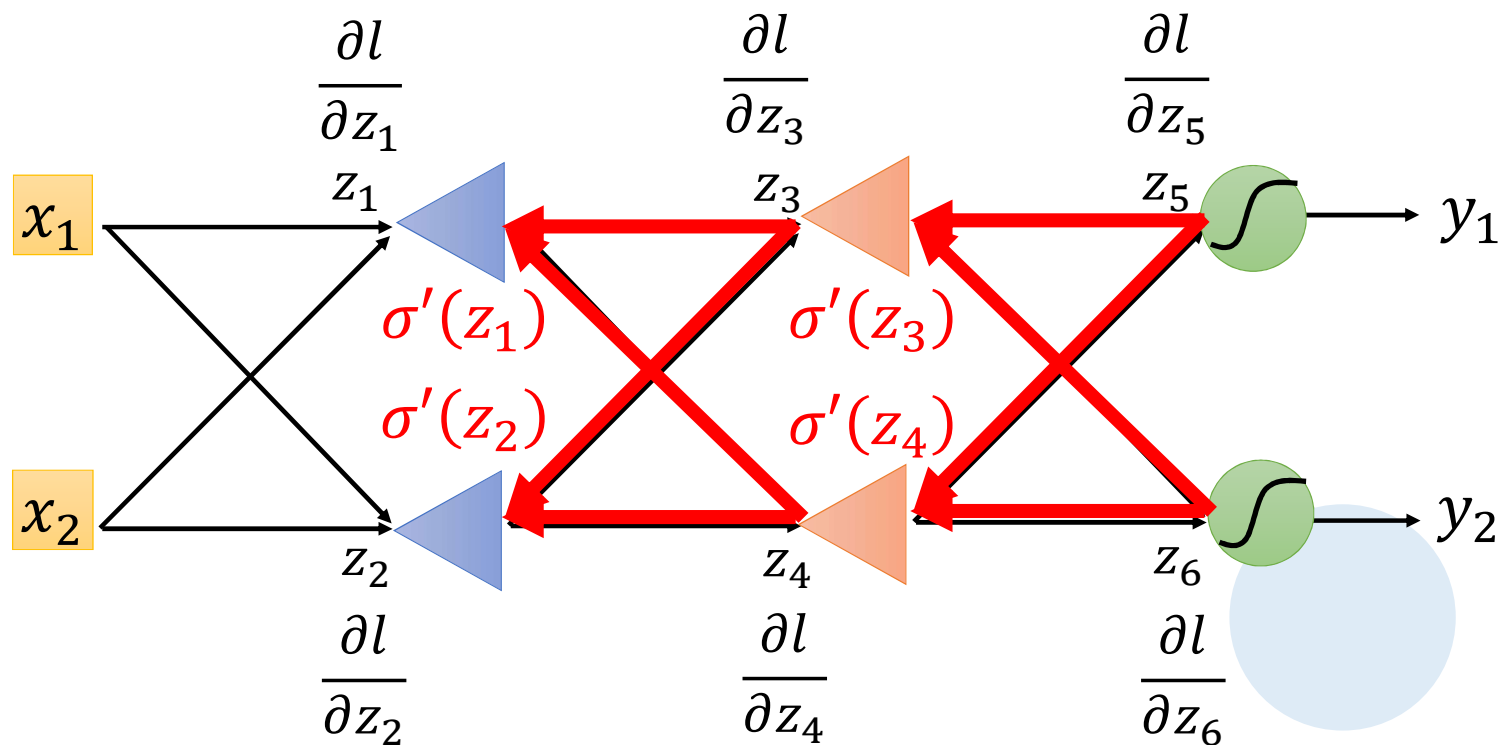 ∂l/∂z₁ ∂l/∂z₃ ∂l/∂z₅
x₁ z₁ z₃ z₅ y₁
σ′(z₁) σ′(z₃)
σ′(z₂) σ′(z₄)
x₂ z₂ z₄ z₆ y₂
∂l/∂z₂ ∂l/∂z₄ ∂l/∂z₆